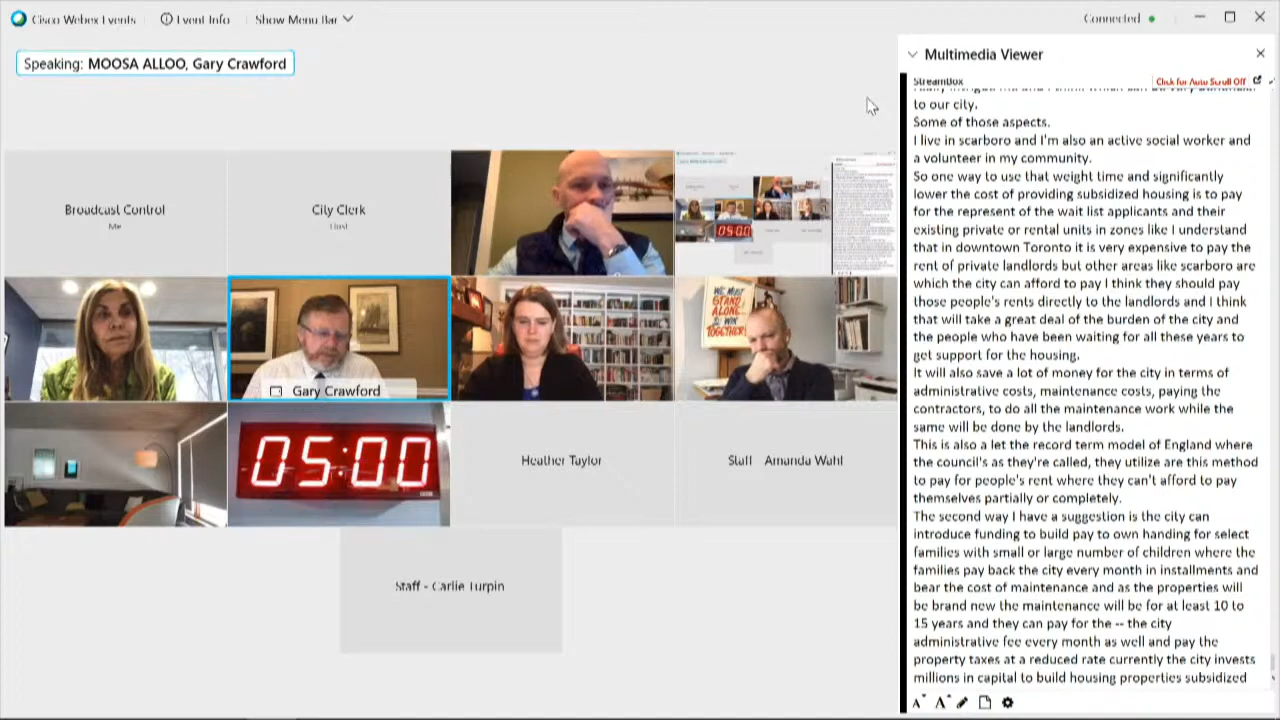 Cisco Webex Events
Event Info
Show Menu Bar
Connected
Speaking: MOOSA ALLOO, Gary Crawford
Multimedia Viewer
StreamBox
Click for Auto Scroll Off
to our city.
Some of those aspects.
I live in scarboro and I'm also an active social worker and
a volunteer in my community.
So one way to use that weight time and significantly
lower the cost of providing subsidized housing is to pay
for the represent of the wait list applicants and their
existing private or rental units in zones like I understand
that in downtown Toronto it is very expensive to pay the
rent of private landlords but other areas like scarboro are
which the city can afford to pay I think they should pay
those people's rents directly to the landlords and I think
that will take a great deal of the burden of the city and
the people who have been waiting for all these years to
get support for the housing.
It will also save a lot of money for the city in terms of
administrative costs, maintenance costs, paying the
contractors, to do all the maintenance work while the
same will be done by the landlords.
This is also a let the record term model of England where
the council's as they're called, they utilize are this method
to pay for people's rent where they can't afford to pay
themselves partially or completely.
The second way I have a suggestion is the city can
introduce funding to build pay to own handing for select
families with small or large number of children where the
families pay back the city every month in installments and
bear the cost of maintenance and as the properties will
be brand new the maintenance will be for at least 10 to
15 years and they can pay for the -- the city
administrative fee every month as well and pay the
property taxes at a reduced rate currently the city invests
millions in capital to build housing properties subsidized
Broadcast Control
Me
City Clerk
Host
WE MUST
STAND
ALONE...
TOGETHER!
Gary Crawford
05:00
Heather Taylor
Staff Amanda Wahl
Staff - Carlie Turpin